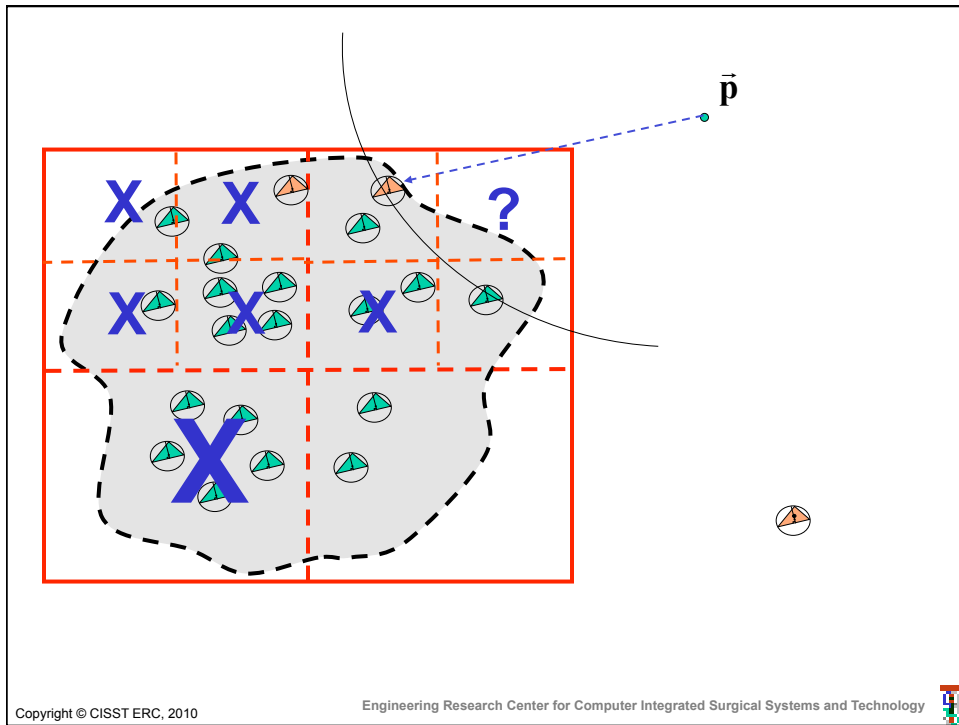 p⃗
X X ?
X X X
X
Engineering Research Center for Computer Integrated Surgical Systems and Technology
Copyright © CISST ERC, 2010